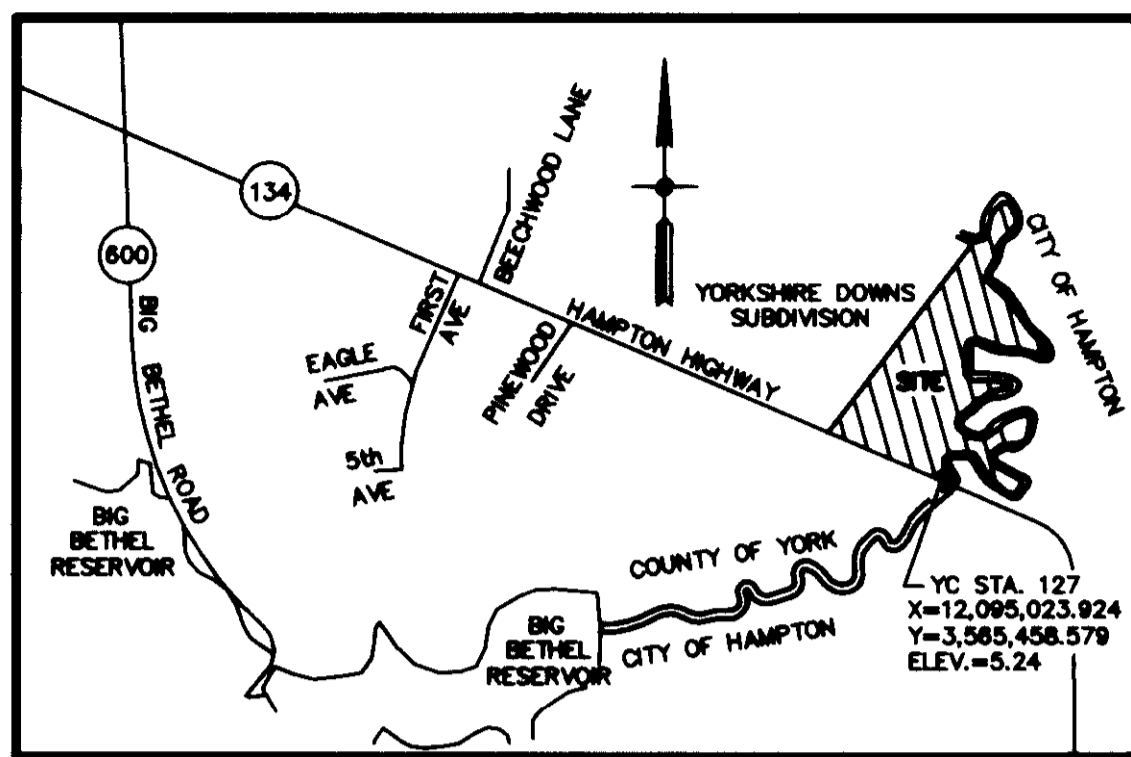 134
600
BEECHWOOD LANE
FIRST
AVE
BIG BETHEL ROAD
EAGLE
AVE
PINEWOOD
DRIVE
HAMPTON HIGHWAY
YORKSHIRE DOWNS
SUBDIVISION
CITY OF HAMPTON
SITE
5th
AVE
BIG
BETHEL
RESERVOIR
COUNTY OF YORK
CITY OF HAMPTON
BIG
BETHEL
RESERVOIR
YC STA. 127
X=12,095,023.924
Y=3,565,458.579
ELEV.=5.24